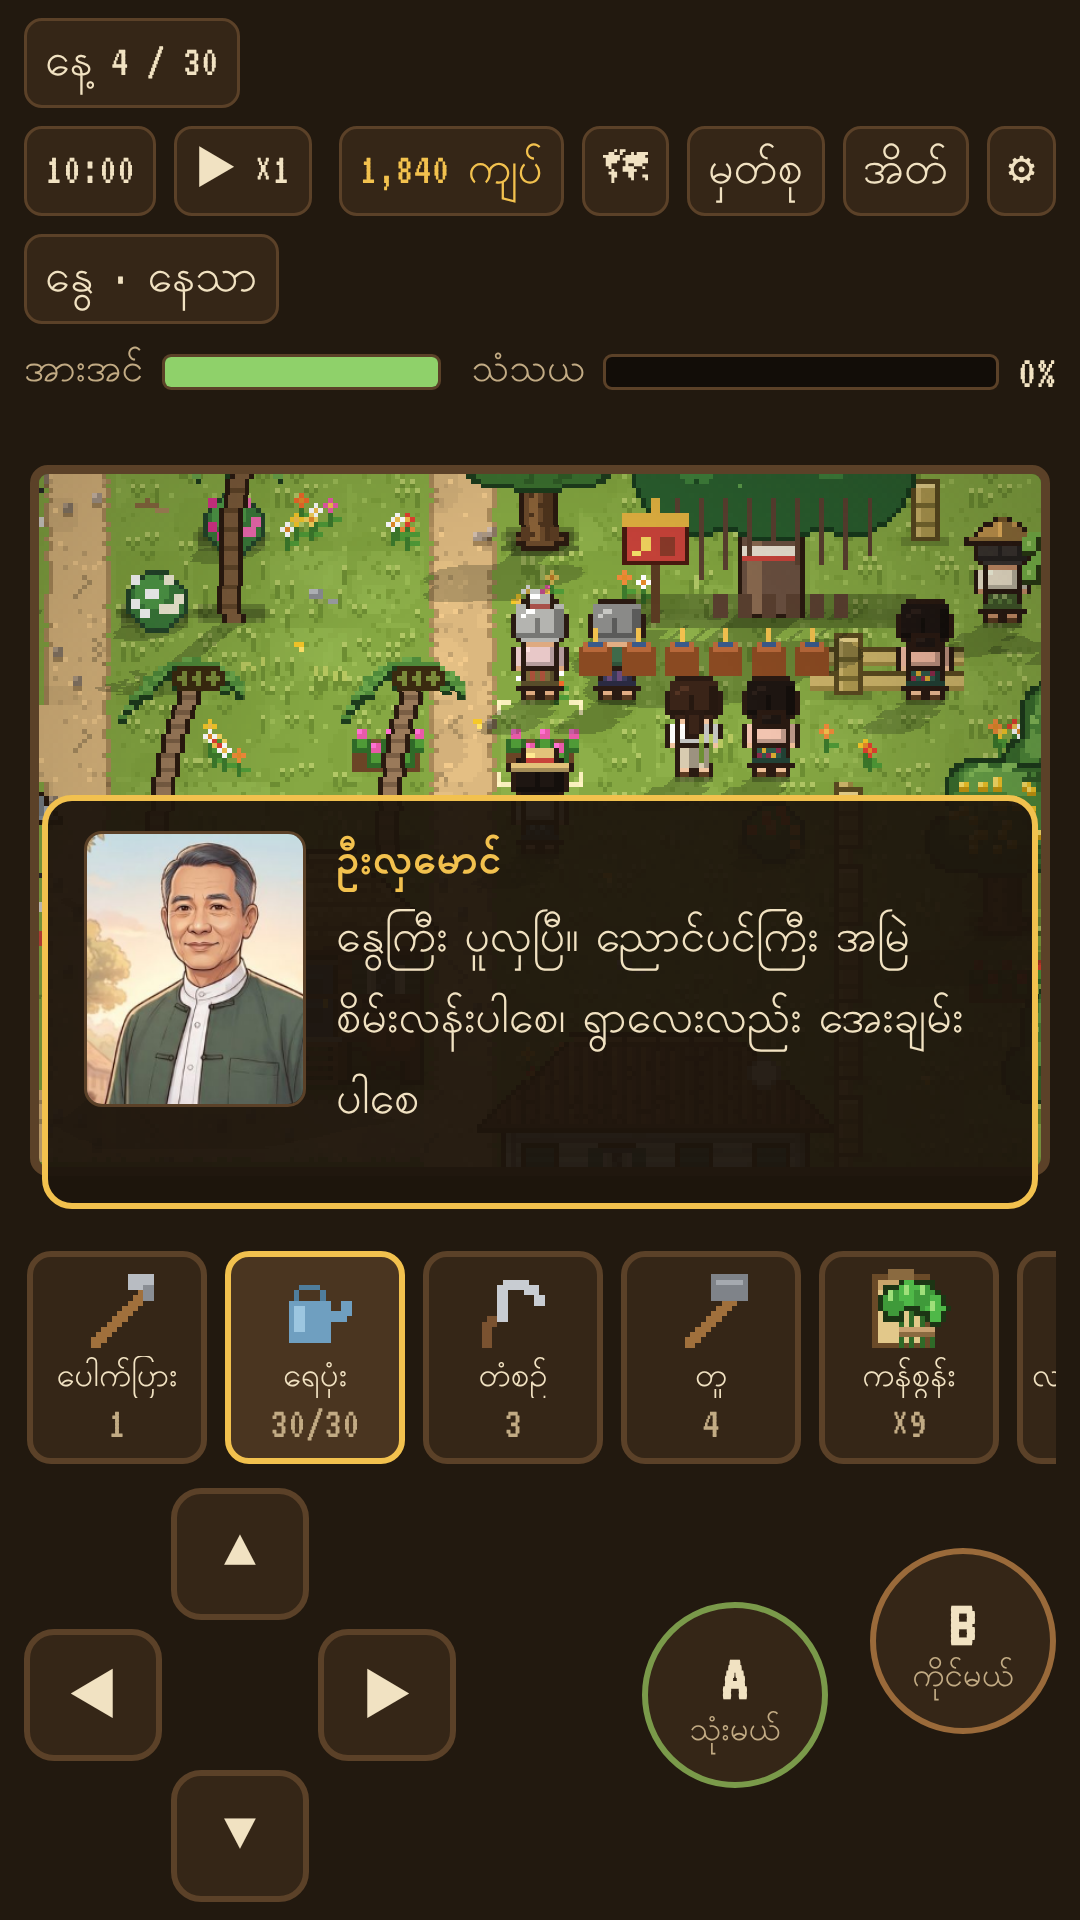 နေ့ 4 / 30
10:00 ▶ X1 1,840 ကျပ် မှတ်စု အိတ်
နွေ · နေသာ
အားအင် သံသယ 0%
ဦးလှမောင်
နွေကြီး ပူလှပြီ။ ညောင်ပင်ကြီး အမြဲ
စိမ်းလန်းပါစေ၊ ရွာလေးလည်း အေးချမ်း
ပါစေ
ပေါက်ပြား ရေပုံး တံစဉ် တူ ကန်စွန်း
1 30/30 3 4 X9
B
ကိုင်မယ်
A
သုံးမယ်